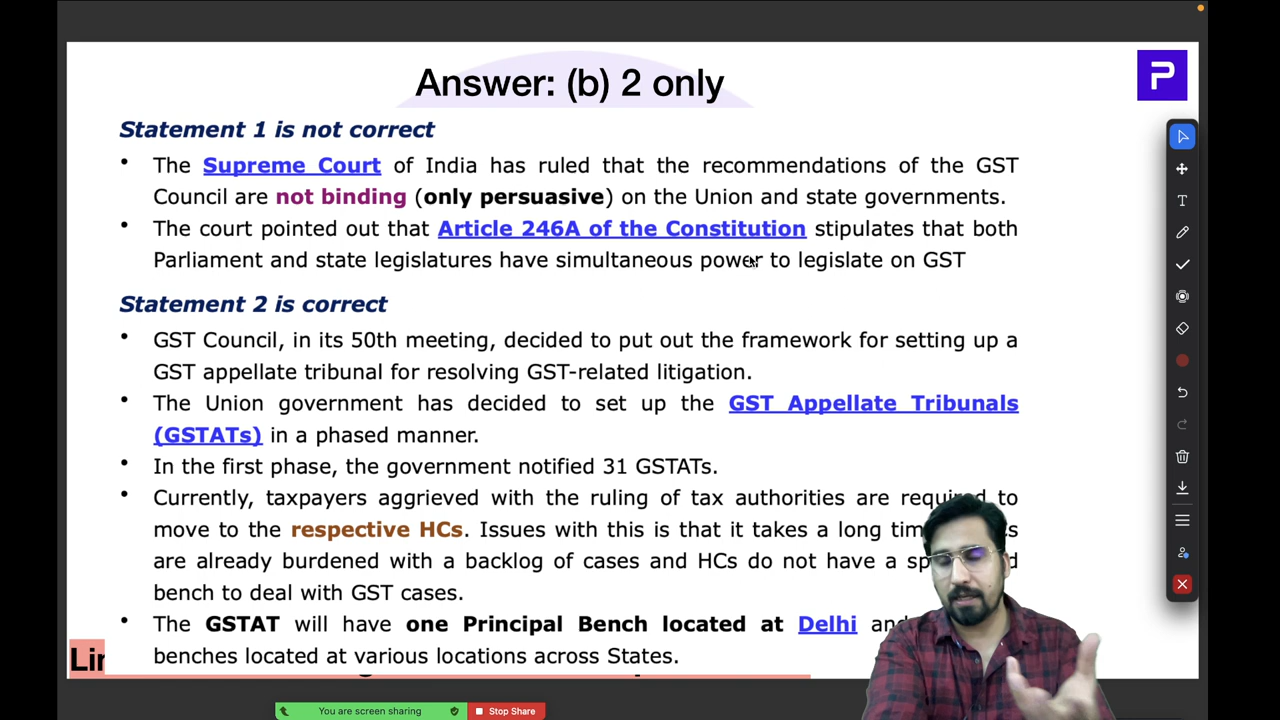 Answer: (b) 2 only
P
Statement 1 is not correct
• The Supreme Court of India has ruled that the recommendations of the GST
Council are not binding (only persuasive) on the Union and state governments.
• The court pointed out that Article 246A of the Constitution stipulates that both
Parliament and state legislatures have simultaneous power to legislate on GST
Statement 2 is correct
• GST Council, in its 50th meeting, decided to put out the framework for setting up a
GST appellate tribunal for resolving GST-related litigation.
• The Union government has decided to set up the GST Appellate Tribunals
(GSTATs) in a phased manner.
• In the first phase, the government notified 31 GSTATs.
• Currently, taxpayers aggrieved with the ruling of tax authorities are required to
move to the respective HCs. Issues with this is that it takes a long
are already burdened with a backlog of cases and HCs do not have a
bench to deal with GST cases.
• The GSTAT will have one Principal Bench located at Delhi
benches located at various locations across States.
T
You are screen sharing
Stop Share